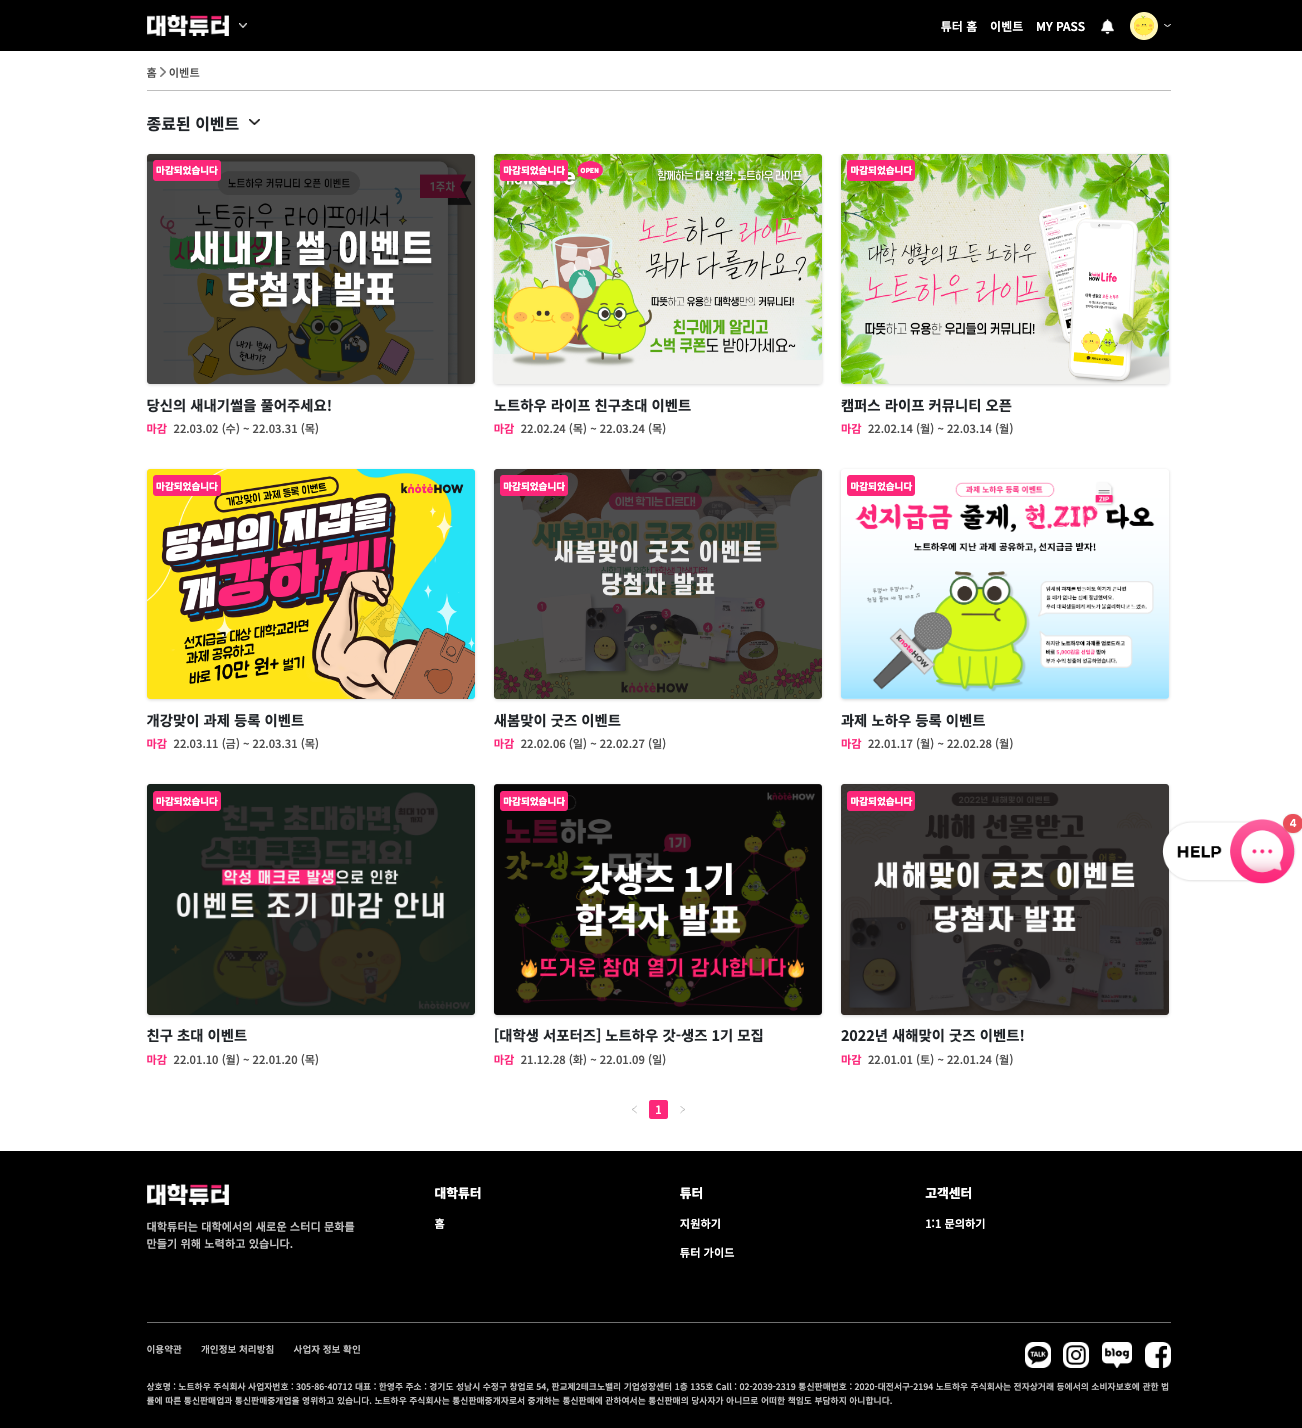 대학튜터
튜터 홈 이벤트 MY PASS
홈 > 이벤트
종료된 이벤트
마감되었습니다
노트하우 커뮤니티 오픈 이벤트
1주차
노트하우 라이프에서
새내기 썰 이벤트
당첨자 발표
내가 벌써
헌내기?
당신의 새내기썰을 풀어주세요!
마감 22.03.02 (수) ~ 22.03.31 (목)
마감되었습니다
OPEN
함께하는 대학 생활, 노트하우 라이프
노트하우 라이프
뭐가 다를까요?
따뜻하고 유용한 대학생만의 커뮤니티!
친구에게 알리고
스벅 쿠폰도 받아가세요~
노트하우 라이프 친구초대 이벤트
마감 22.02.24 (목) ~ 22.03.24 (목)
마감되었습니다
대학 생활의 모든 노하우
노트하우 라이프
따뜻하고 유용한 우리들의 커뮤니티!
knote HOW Life
캠퍼스 라이프 커뮤니티 오픈
마감 22.02.14 (월) ~ 22.03.14 (월)
마감되었습니다
개강맞이 과제 등록 이벤트
knoteHOW
당신의 지갑을
개강하게!
선지급금 대상 대학교라면
과제 공유하고
바로 10만 원+ 벌기
개강맞이 과제 등록 이벤트
마감 22.03.11 (금) ~ 22.03.31 (목)
마감되었습니다
이번 학기는 다르다!
새봄맞이 굿즈 이벤트
새봄맞이 굿즈 이벤트
당첨자 발표
knoteHOW
새봄맞이 굿즈 이벤트
마감 22.02.06 (일) ~ 22.02.27 (일)
마감되었습니다
과제 노하우 등록 이벤트
ZIP
선지급금 줄게, 헌.ZIP 다오
노트하우에 지난 과제 공유하고, 선지급금 받자!
knoteHOW
과제 노하우 등록 이벤트
마감 22.01.17 (월) ~ 22.02.28 (월)
마감되었습니다
친구 초대하면,
스벅 쿠폰 드려요!
악성 매크로 발생으로 인한
이벤트 조기 마감 안내
knoteHOW
친구 초대 이벤트
마감 22.01.10 (월) ~ 22.01.20 (목)
마감되었습니다
knoteHOW
노트하우
1기
갓-생즈 모집
갓생즈 1기
합격자 발표
🔥뜨거운 참여 열기 감사합니다🔥
[대학생 서포터즈] 노트하우 갓-생즈 1기 모집
마감 21.12.28 (화) ~ 22.01.09 (일)
마감되었습니다
2022년 새해맞이 이벤트
새해 선물받고
새해맞이 굿즈 이벤트
당첨자 발표
2022년 새해맞이 굿즈 이벤트!
마감 22.01.01 (토) ~ 22.01.24 (월)
HELP
4
< 1 >
대학튜터
대학튜터는 대학에서의 새로운 스터디 문화를
만들기 위해 노력하고 있습니다.
대학튜터
홈
튜터
지원하기
튜터 가이드
고객센터
1:1 문의하기
이용약관 개인정보 처리방침 사업자 정보 확인
TALK
blog
상호명 : 노트하우 주식회사 사업자번호 : 305-86-40712 대표 : 한영주 주소 : 경기도 성남시 수정구 창업로 54, 판교제2테크노밸리 기업성장센터 1층 135호 Call : 02-2039-2319 통신판매번호 : 2020-대전서구-2194 노트하우 주식회사는 전자상거래 등에서의 소비자보호에 관한 법
률에 따른 통신판매업과 통신판매중개업을 영위하고 있습니다. 노트하우 주식회사는 통신판매중개자로서 중개하는 통신판매에 관하여서는 통신판매의 당사자가 아니므로 어떠한 책임도 부담하지 아니합니다.